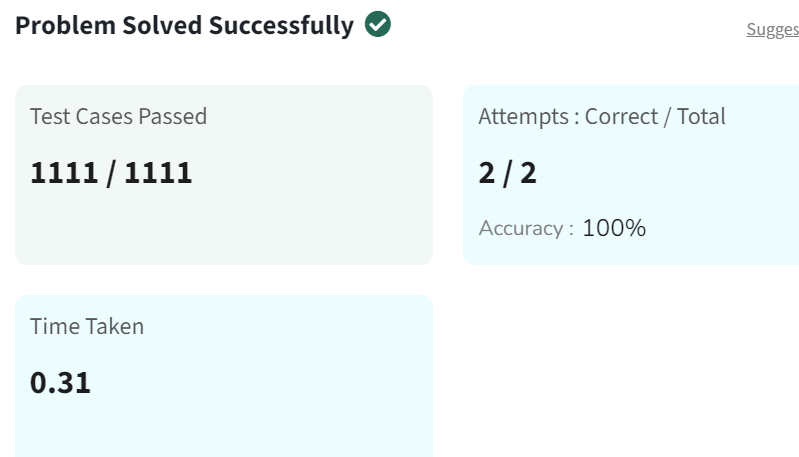 Problem Solved Successfully
Sugges
Test Cases Passed
1111 / 1111
Attempts : Correct / Total
2 / 2
Accuracy : 100%
Time Taken
0.31